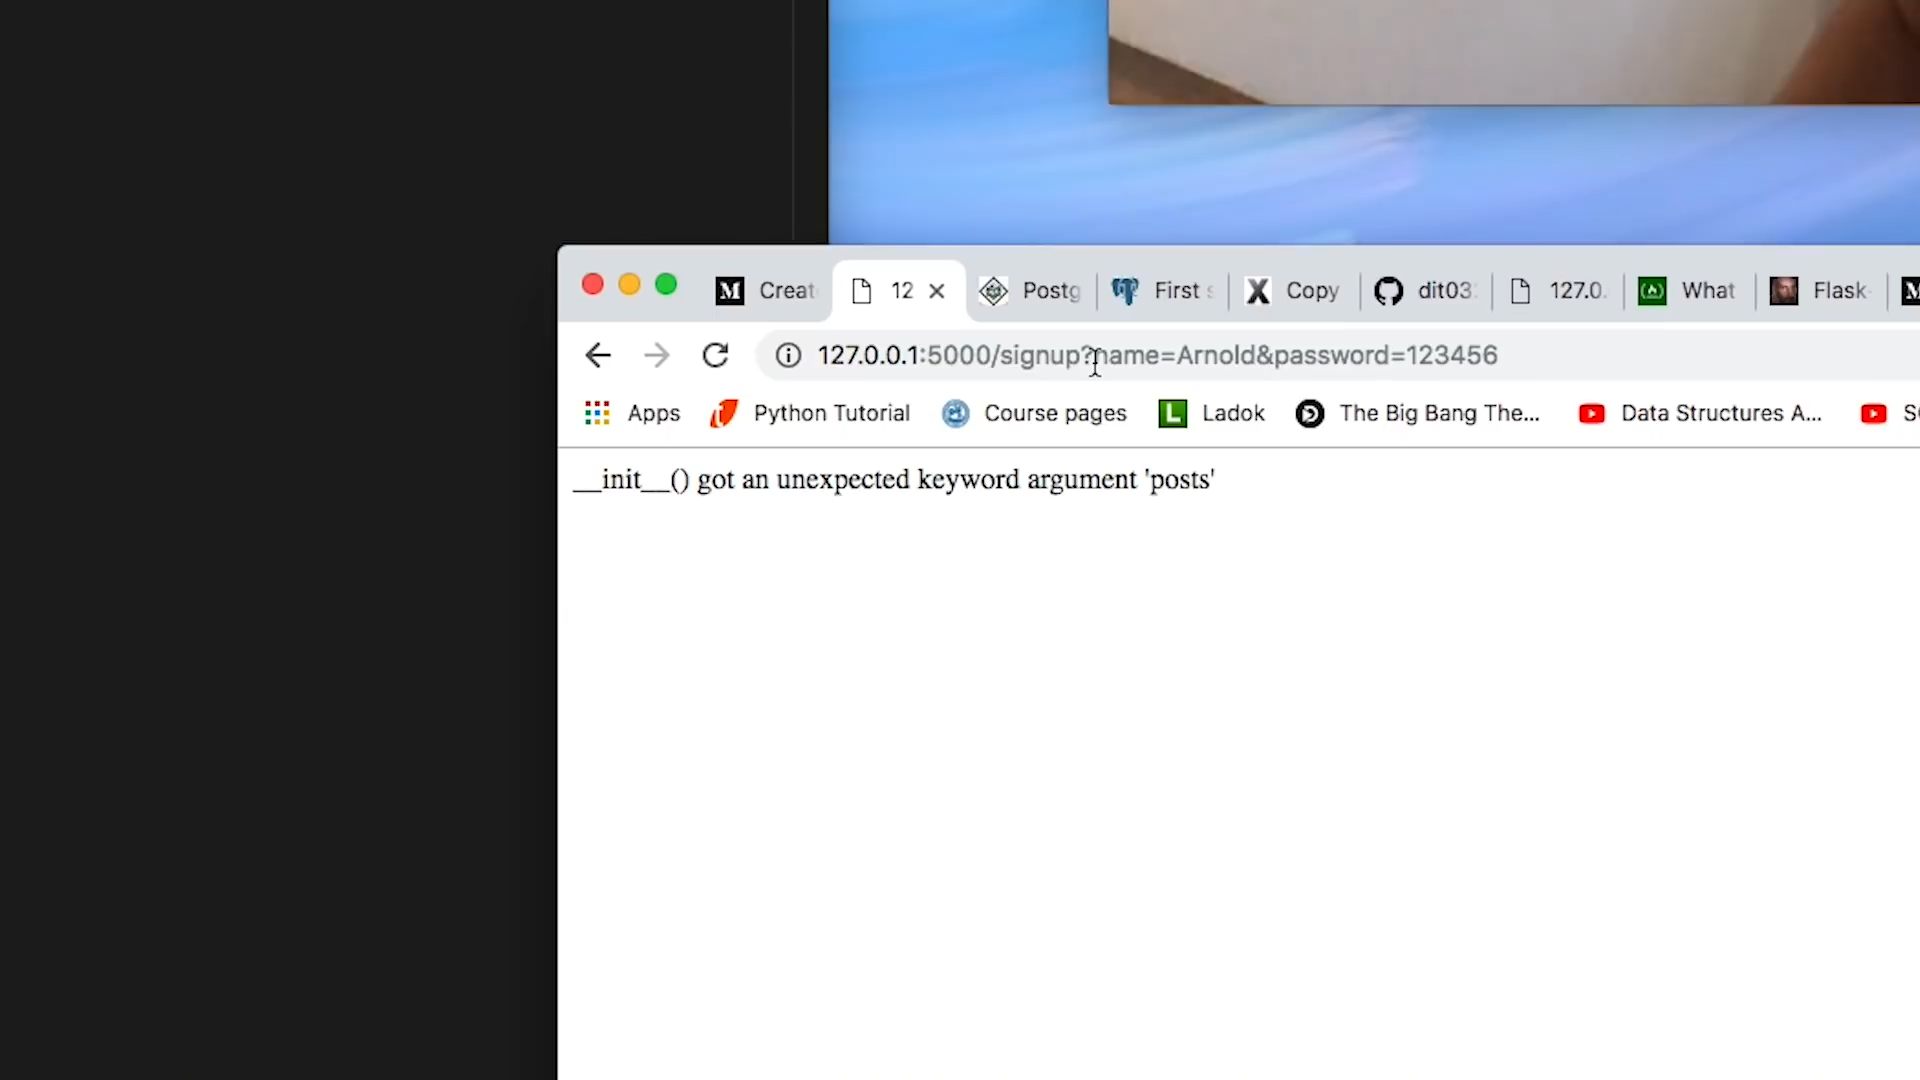 Creat 12 Postg First s Copy dit03 127.0. What Flask
127.0.0.1:5000/signup?name=Arnold&password=123456
Apps Python Tutorial Course pages L Ladok The Big Bang The... Data Structures A...
__init__() got an unexpected keyword argument 'posts'